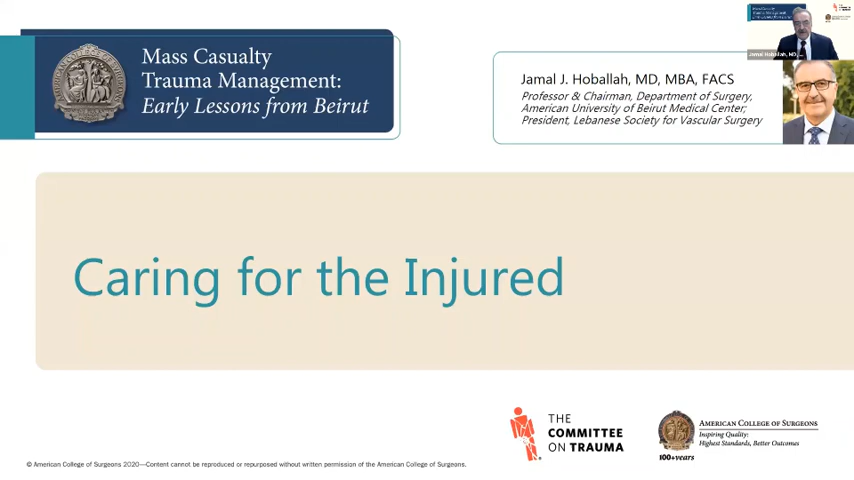 Mass Casualty
Trauma Management:
Early Lessons from Beirut
Jamal J. Hoballah, MD, MBA, FACS
Professor & Chairman, Department of Surgery,
American University of Beirut Medical Center;
President, Lebanese Society for Vascular Surgery
Jamal Hoballah, MD, ...
Caring for the Injured
THE
COMMITTEE
ON TRAUMA
AMERICAN COLLEGE OF SURGEONS
Inspiring Quality:
Highest Standards, Better Outcomes
100+years
© American College of Surgeons 2020—Content cannot be reproduced or repurposed without written permission of the American College of Surgeons.